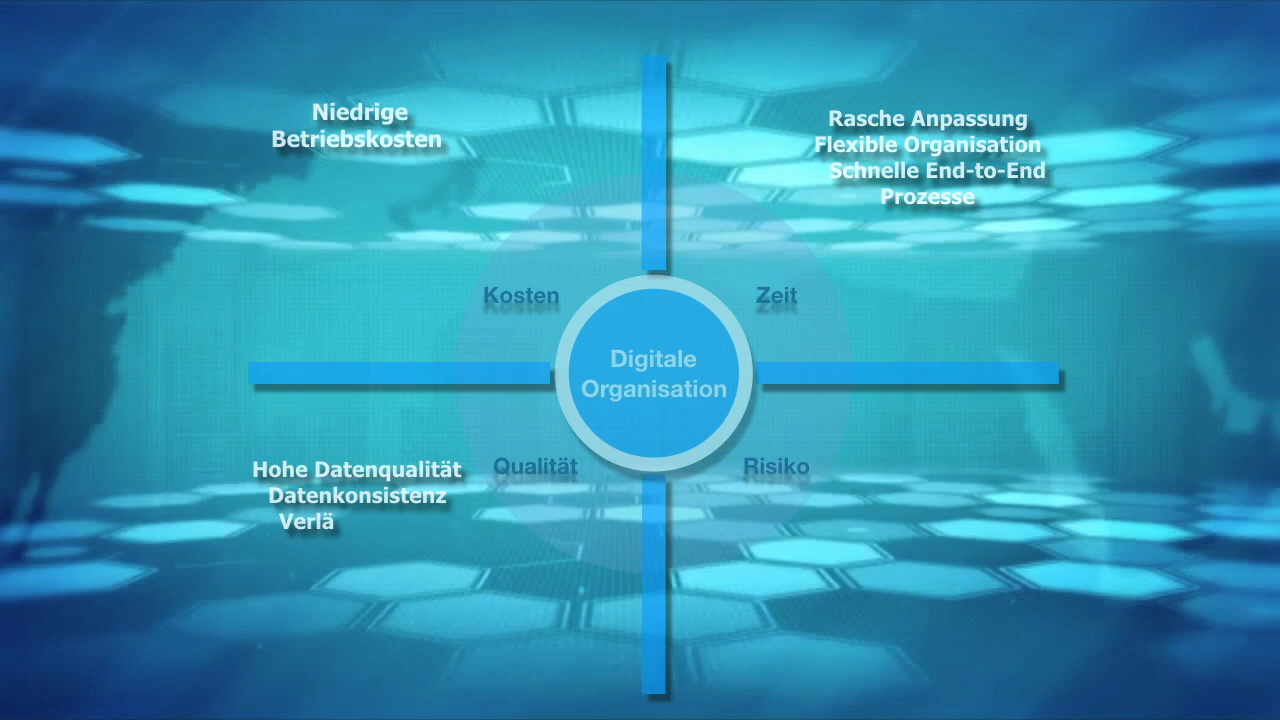 Niedrige
Betriebskosten
Rasche Anpassung
Flexible Organisation
Schnelle End-to-End
Prozesse
Kosten
Zeit
Digitale
Organisation
Qualität
Risiko
Hohe Datenqualität
Datenkonsistenz
Verlä